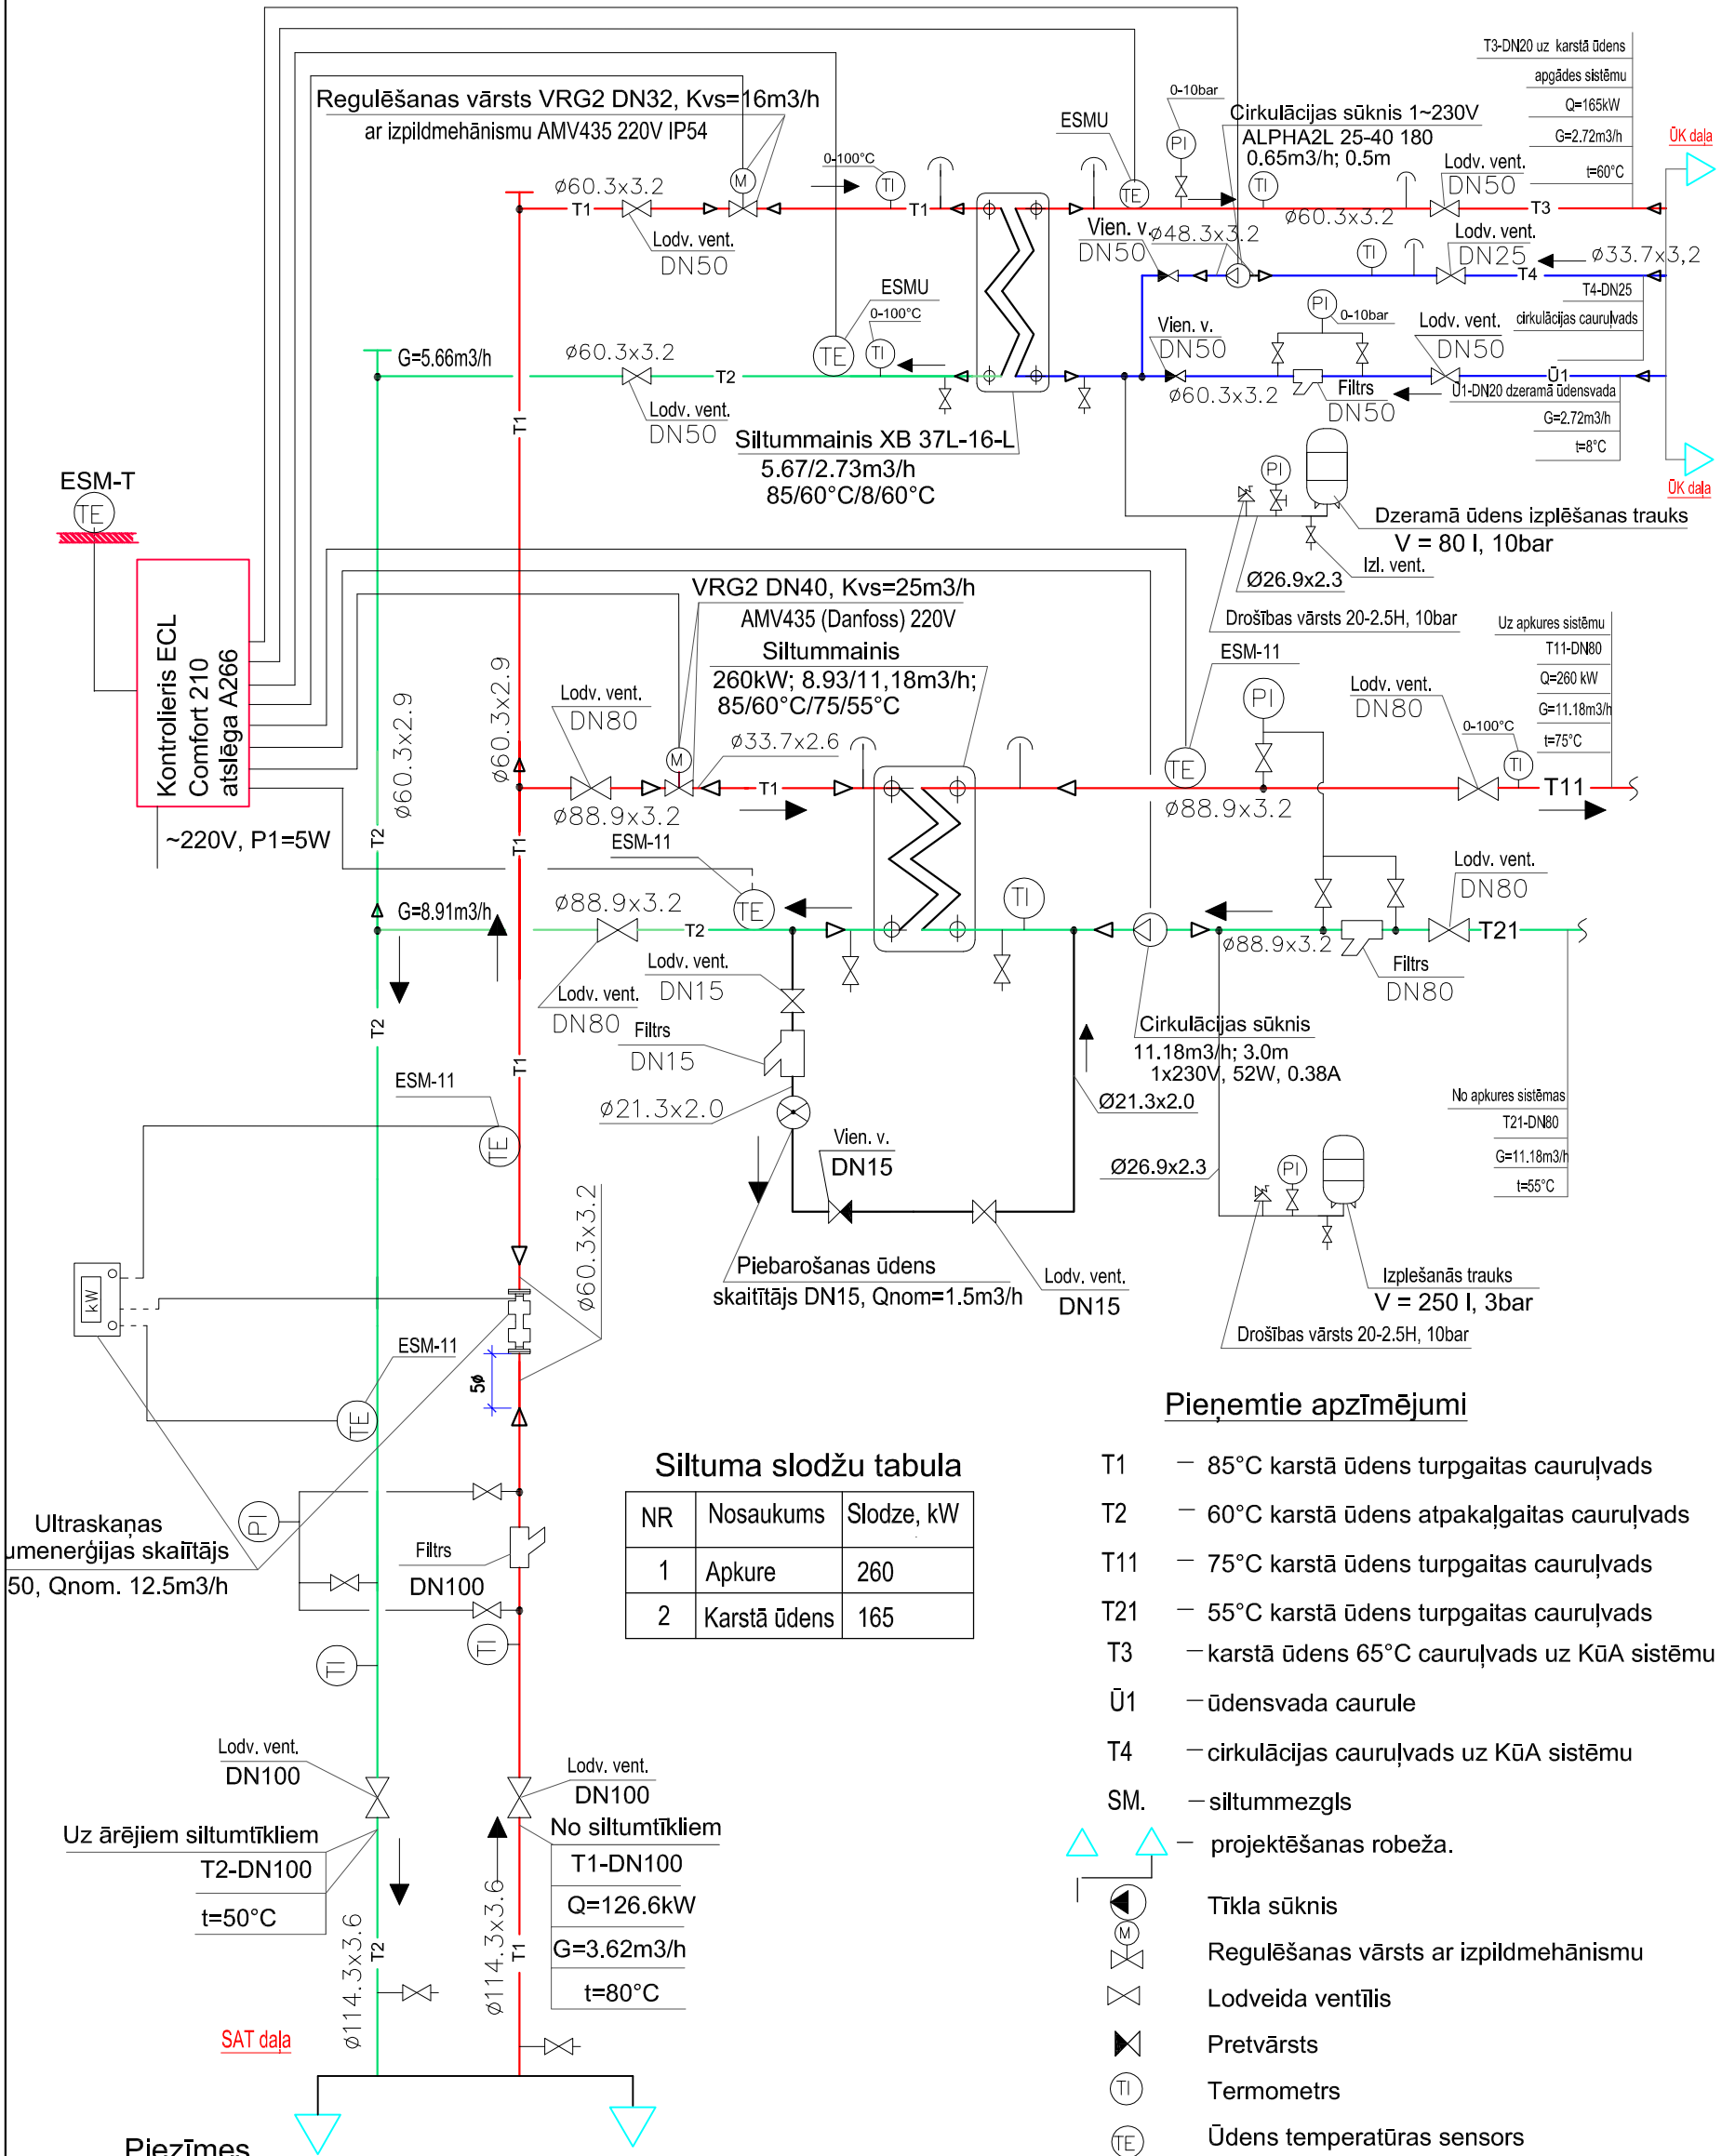 T3-DN20 uz karstā ūdens
apgādes sistēmu
Q=165kW
G=2.72m3/h
t=60°C
ŪK daļa
Regulēšanas vārsts VRG2 DN32, Kvs=16m3/h
ar izpildmehānismu AMV435 220V IP54
ESMU
0-10bar
PI
Cirkulācijas sūknis 1~230V
ALPHA2L 25-40 180
0.65m3/h; 0.5m
Lodv. vent.
DN50
0-100°C
ø60.3x3.2
M
TI
TE
TI
T1
T1
T3
ø60.3x3.2
Lodv. vent.
DN50
Vien. v.
DN50
ø48.3x3.2
TI
Lodv. vent.
DN25
ø33.7x3,2
T4
T4-DN25
cirkulācijas cauruļvads
ESMU
0-100°C
TE
TI
PI
0-10bar
G=5.66m3/h
ø60.3x3.2
T2
Vien. v.
DN50
Lodv. vent.
DN50
Ū1
ø60.3x3.2
Filtrs
DN50
Ū1-DN20 dzeramā ūdensvada
G=2.72m3/h
t=8°C
Lodv. vent.
DN50
T1
Siltummainis XB 37L-16-L
5.67/2.73m3/h
85/60°C/8/60°C
PI
ŪK daļa
Dzeramā ūdens izplēšanas trauks
V = 80 l, 10bar
Izl. vent.
Ø26.9x2.3
Drošības vārsts 20-2.5H, 10bar
ESM-T
TE
Kontrolieris ECL
Comfort 210
atslēga A266
~220V, P1=5W
VRG2 DN40, Kvs=25m3/h
AMV435 (Danfoss) 220V
Siltummainis
260kW; 8.93/11,18m3/h;
85/60°C/75/55°C
ESM-11
Uz apkures sistēmu
T11-DN80
Q=260 kW
G=11.18m3/h
t=75°C
Lodv. vent.
DN80
PI
Lodv. vent.
DN80
0-100°C
ø60.3x2.9
ø60.3x2.9
ø33.7x2.6
M
TE
TI
T1
T11
ø88.9x3.2
ø88.9x3.2
T2
T1
ESM-11
Lodv. vent.
DN80
G=8.91m3/h
ø88.9x3.2
TE
TI
T2
T21
ø88.9x3.2
Filtrs
DN80
Lodv. vent.
DN15
Lodv. vent.
DN80
T2
Filtrs
DN15
Cirkulācijas sūknis
11.18m3/h; 3.0m
1x230V, 52W, 0.38A
T1
ESM-11
ø21.3x2.0
Ø21.3x2.0
No apkures sistēmas
T21-DN80
G=11.18m3/h
t=55°C
TE
Vien. v.
DN15
Ø26.9x2.3
PI
ø60.3x3.2
Piebarošanas ūdens
skaitītājs DN15, Qnom=1.5m3/h
Lodv. vent.
DN15
Izplešanās trauks
V = 250 l, 3bar
Drošības vārsts 20-2.5H, 10bar
kW
ESM-11
5ø
TE
Ultraskaņas
umenerģijas skaiītājs
50, Qnom. 12.5m3/h
PI
Filtrs
DN100
TI
TI
Siltuma slodžu tabula
NR Nosaukums Slodze, kW
1 Apkure 260
2 Karstā ūdens 165
Lodv. vent.
DN100
Lodv. vent.
DN100
Uz ārējiem siltumtīkliem
T2-DN100
t=50°C
No siltumtīkliem
T1-DN100
Q=126.6kW
G=3.62m3/h
t=80°C
ø114.3x3.6
T2
ø114.3x3.6
T1
SAT daļa
Pieņemtie apzīmējumi
T1 – 85°C karstā ūdens turpgaitas cauruļvads
T2 – 60°C karstā ūdens atpakaļgaitas cauruļvads
T11 – 75°C karstā ūdens turpgaitas cauruļvads
T21 – 55°C karstā ūdens turpgaitas cauruļvads
T3 – karstā ūdens 65°C cauruļvads uz KūA sistēmu
Ū1 – ūdensvada caurule
T4 – cirkulācijas cauruļvads uz KūA sistēmu
SM. – siltummezgls
– projektēšanas robeža.
Tīkla sūknis
M
Regulēšanas vārsts ar izpildmehānismu
Lodveida ventīlis
Pretvārsts
TI Termometrs
TE Ūdens temperatūras sensors
Piezīmes